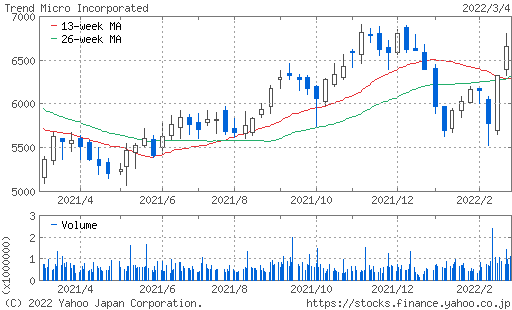 Trend Micro Incorporated 2022/3/4
13-week MA
26-week MA
7000
6500
6000
5500
5000
2021/4 2021/6 2021/8 2021/10 2021/12 2022/2
3
2
1
0
Volume
(x1000000)
2021/4 2021/6 2021/8 2021/10 2021/12 2022/2
(C) 2022 Yahoo Japan Corporation. https://stocks.finance.yahoo.co.jp/